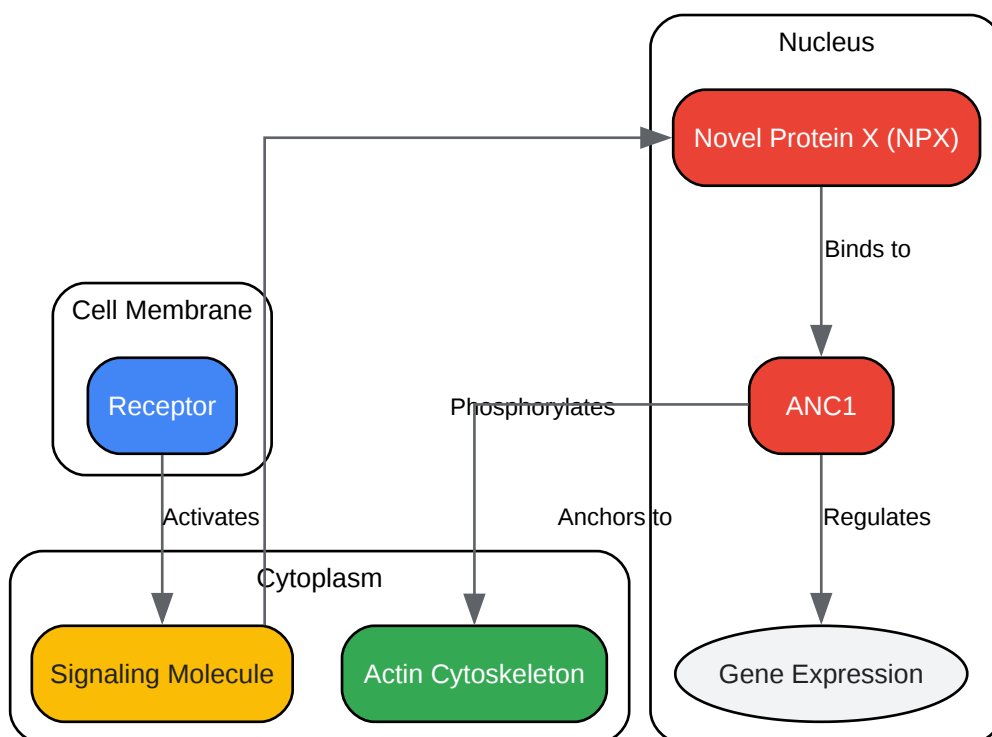 Nucleus
Novel Protein X (NPX)
Binds to
Cell Membrane
Receptor
Phosphorylates
ANC1
Activates
Anchors to
Regulates
Cytoplasm
Signaling Molecule
Actin Cytoskeleton
Gene Expression